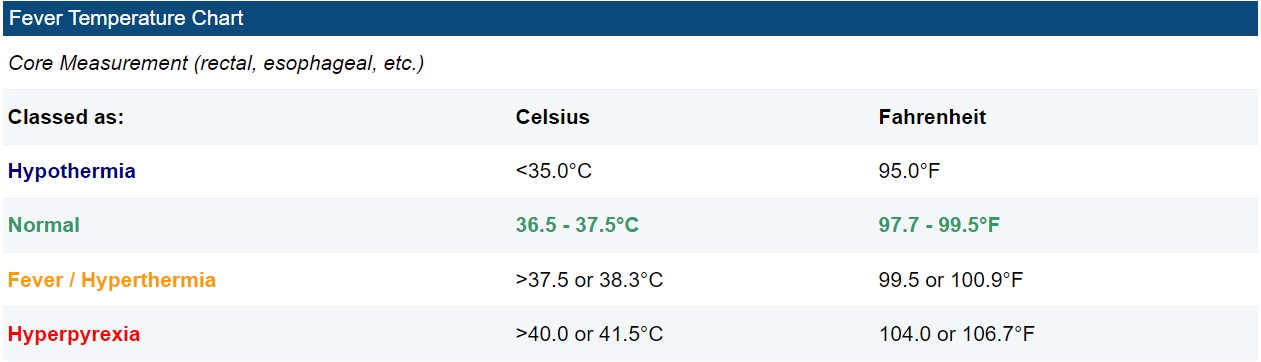 Fever Temperature Chart
Core Measurement (rectal, esophageal, etc.)
Classed as: Celsius Fahrenheit
Hypothermia <35.0°C 95.0°F
Normal 36.5 - 37.5°C 97.7 - 99.5°F
Fever / Hyperthermia >37.5 or 38.3°C 99.5 or 100.9°F
Hyperpyrexia >40.0 or 41.5°C 104.0 or 106.7°F